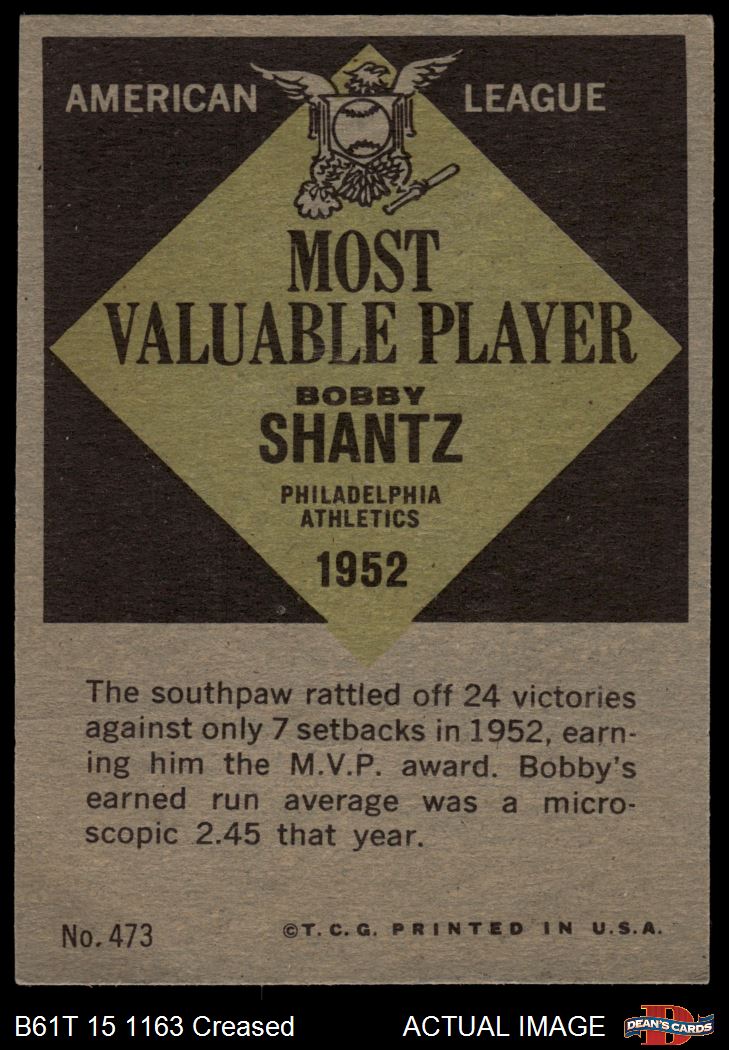 AMERICAN LEAGUE
MOST
VALUABLE PLAYER
BOBBY
SHANTZ
PHILADELPHIA
ATHLETICS
1952
The southpaw rattled off 24 victories
against only 7 setbacks in 1952, earn-
ing him the M.V.P. award. Bobby's
earned run average was a micro-
scopic 2.45 that year.
No. 473 ©T. C. G. PRINTED IN U.S.A.
B61T 15 1163 Creased ACTUAL IMAGE DEAN'S CARDS